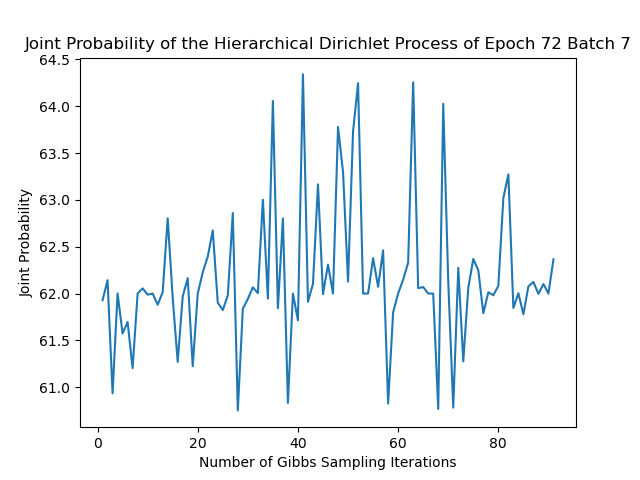 Joint Probability of the Hierarchical Dirichlet Process of Epoch 72 Batch 7
64.5
64.0
63.5
63.0
62.5
62.0
61.5
61.0
Joint Probability
0 20 40 60 80
Number of Gibbs Sampling Iterations